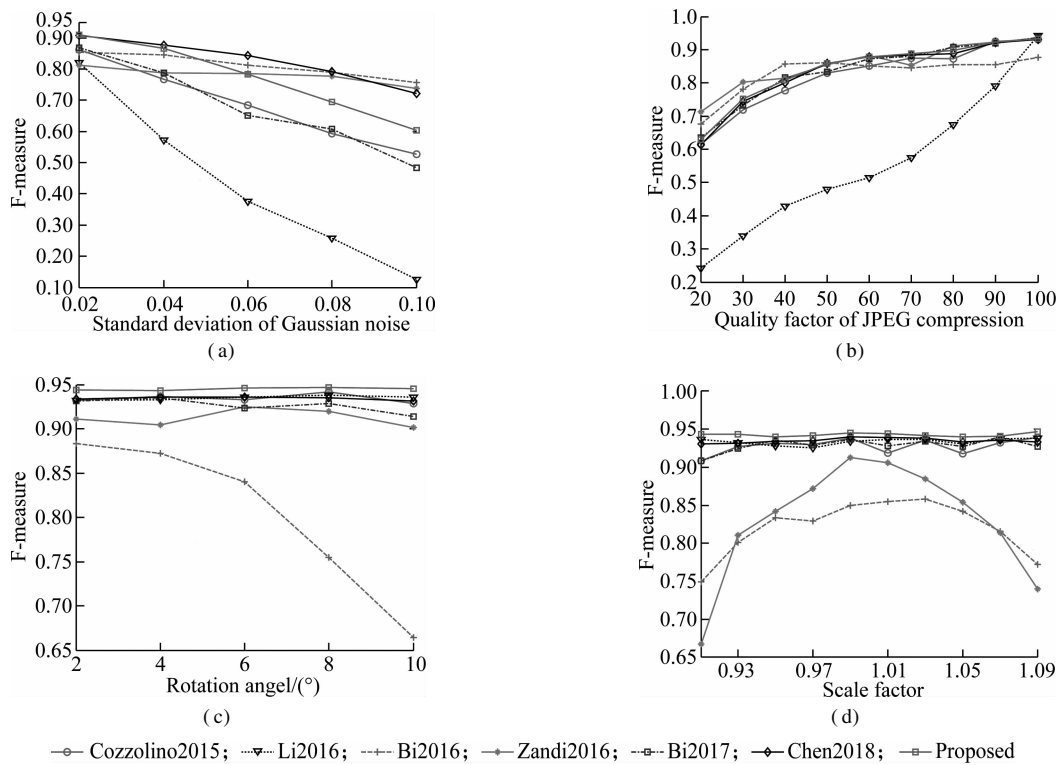 0.95
0.90
0.80
0.70
0.60
0.50
0.40
0.30
0.20
0.10
F-measure
0.02 0.04 0.06 0.08 0.10
Standard deviation of Gaussian noise
(a)
1.0
0.9
0.8
0.7
0.6
0.5
0.4
0.3
0.2
F-measure
20 30 40 50 60 70 80 90 100
Quality factor of JPEG compression
(b)
0.95
0.90
0.85
0.80
0.75
0.70
0.65
F-measure
2 4 6 8 10
Rotation angel/(°)
(c)
1.00
0.95
0.90
0.85
0.80
0.75
0.70
0.65
F-measure
0.93 0.97 1.01 1.05 1.09
Scale factor
(d)
Cozzolino2015; Li2016; Bi2016; Zandi2016; Bi2017; Chen2018; Proposed